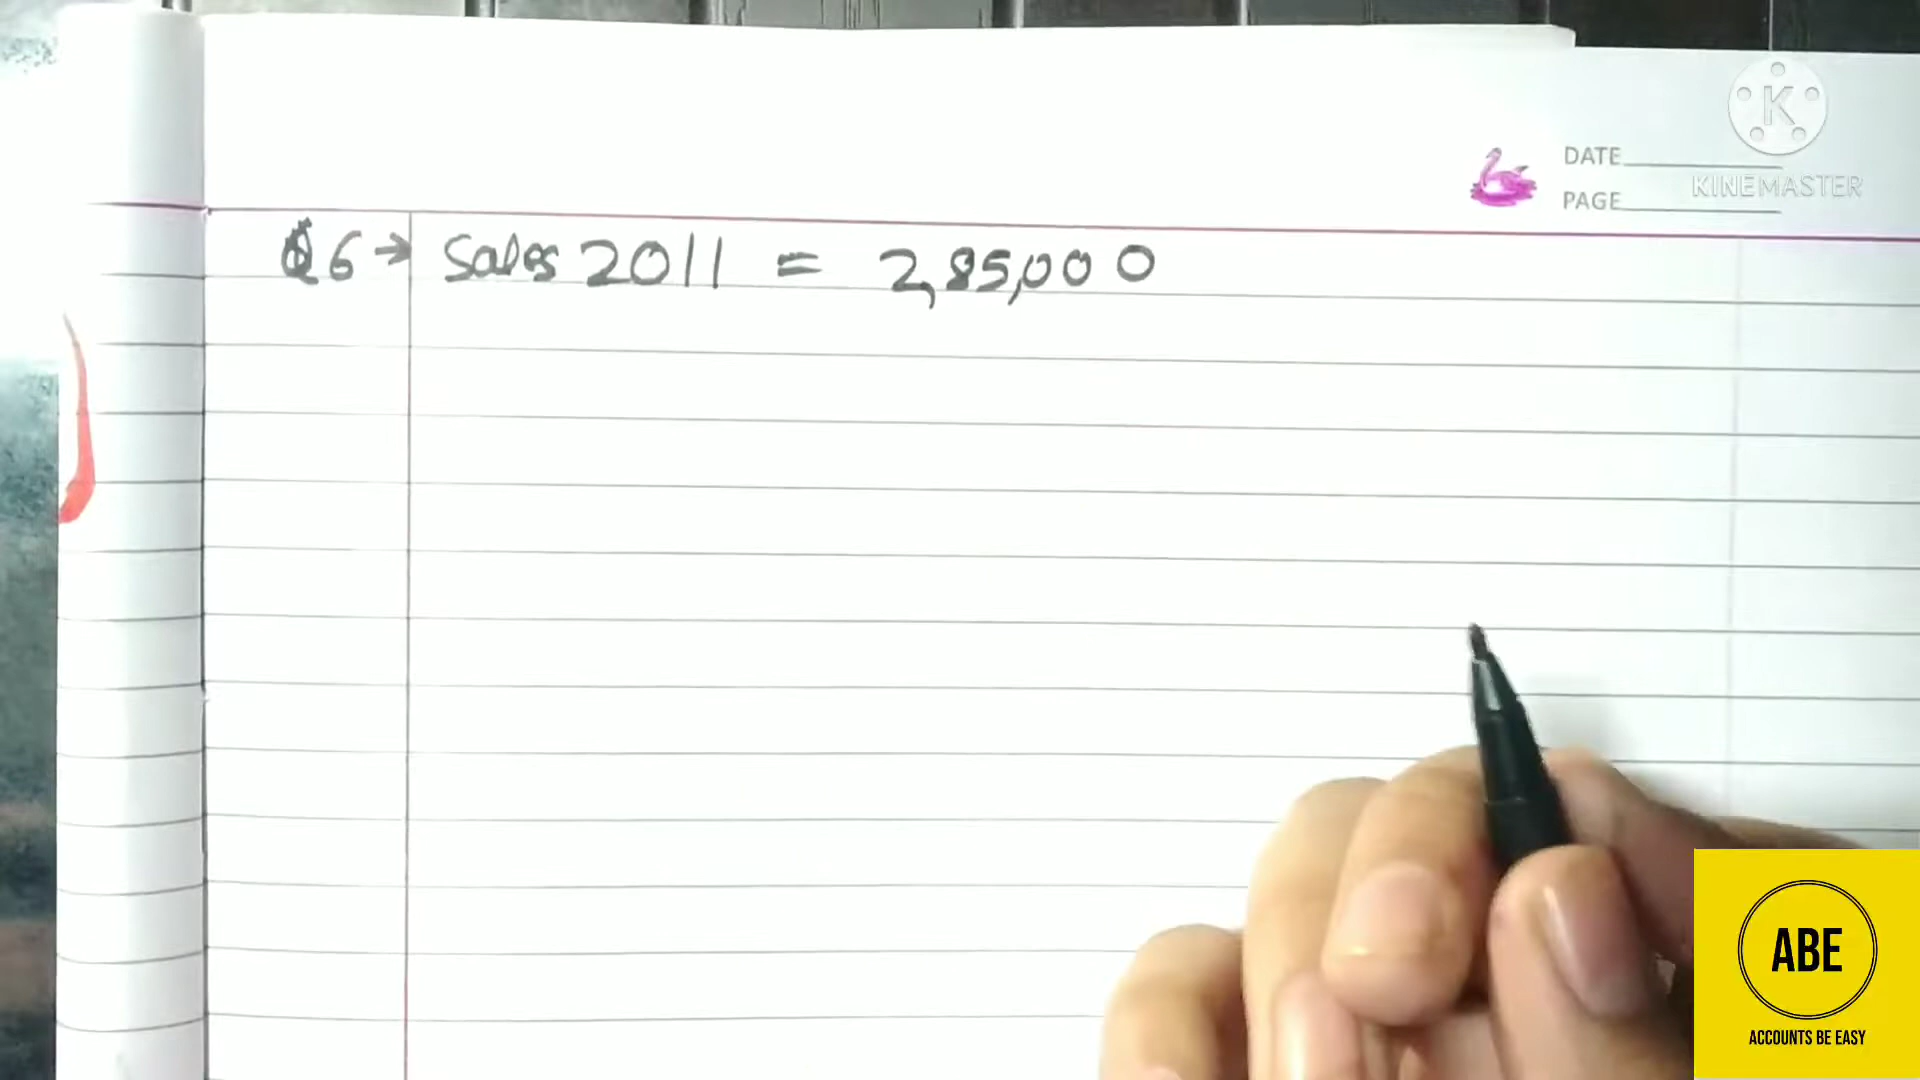 DATE
PAGE
KINEMASTER
Q6 → Sales 2011 = 2,85,000
ABE
ACCOUNTS BE EASY